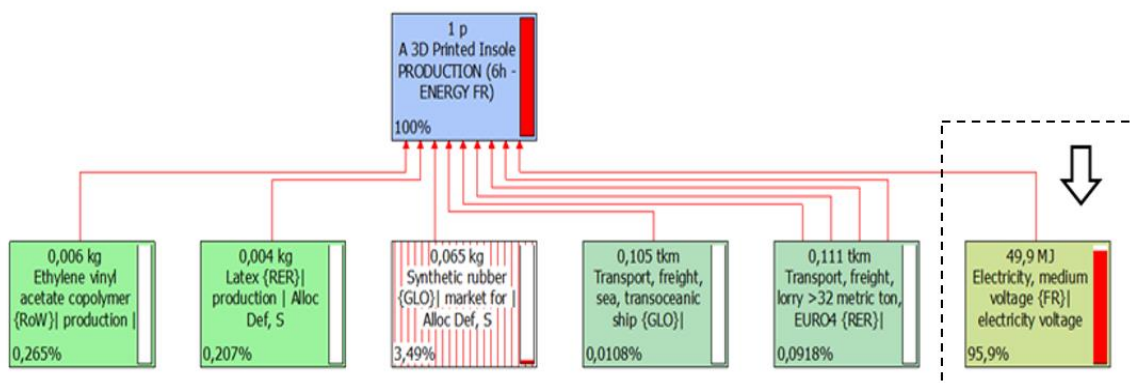 1 p
A 3D Printed Insole
PRODUCTION (6h -
ENERGY FR)
100%
0,006 kg
Ethylene vinyl
acetate copolymer
{RoW}| production |
0,265%
0,004 kg
Latex {RER}|
production | Alloc
Def, S
0,207%
0,065 kg
Synthetic rubber
{GLO}| market for |
Alloc Def, S
3,49%
0,105 tkm
Transport, freight,
sea, transoceanic
ship {GLO}|
0,0108%
0,111 tkm
Transport, freight,
lorry >32 metric ton,
EURO4 {RER}|
0,0918%
49,9 MJ
Electricity, medium
voltage {FR}|
electricity voltage
95,9%